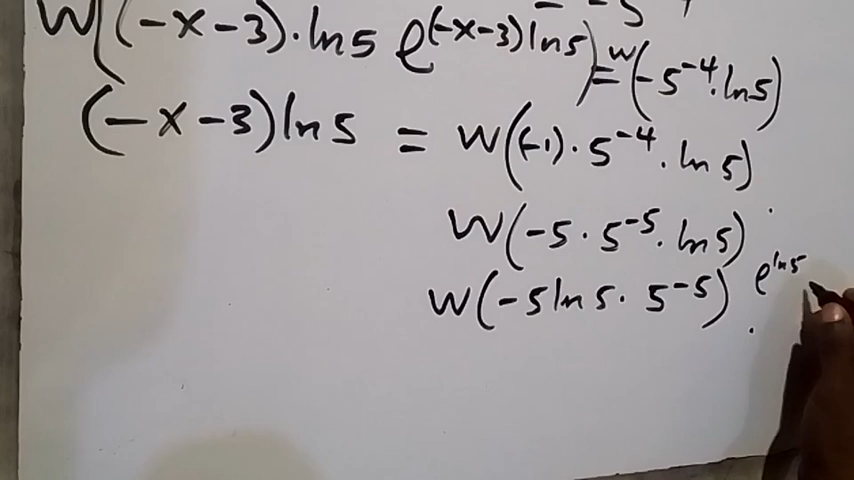 W((-x-3)·ln5 e^(-x-3)ln5) = W(-5^-4·ln5)
(-x-3)ln5 = W((-1)·5^-4·ln5)
W(-5·5^-5·ln5)
W(-5ln5·5^-5) e^ln5